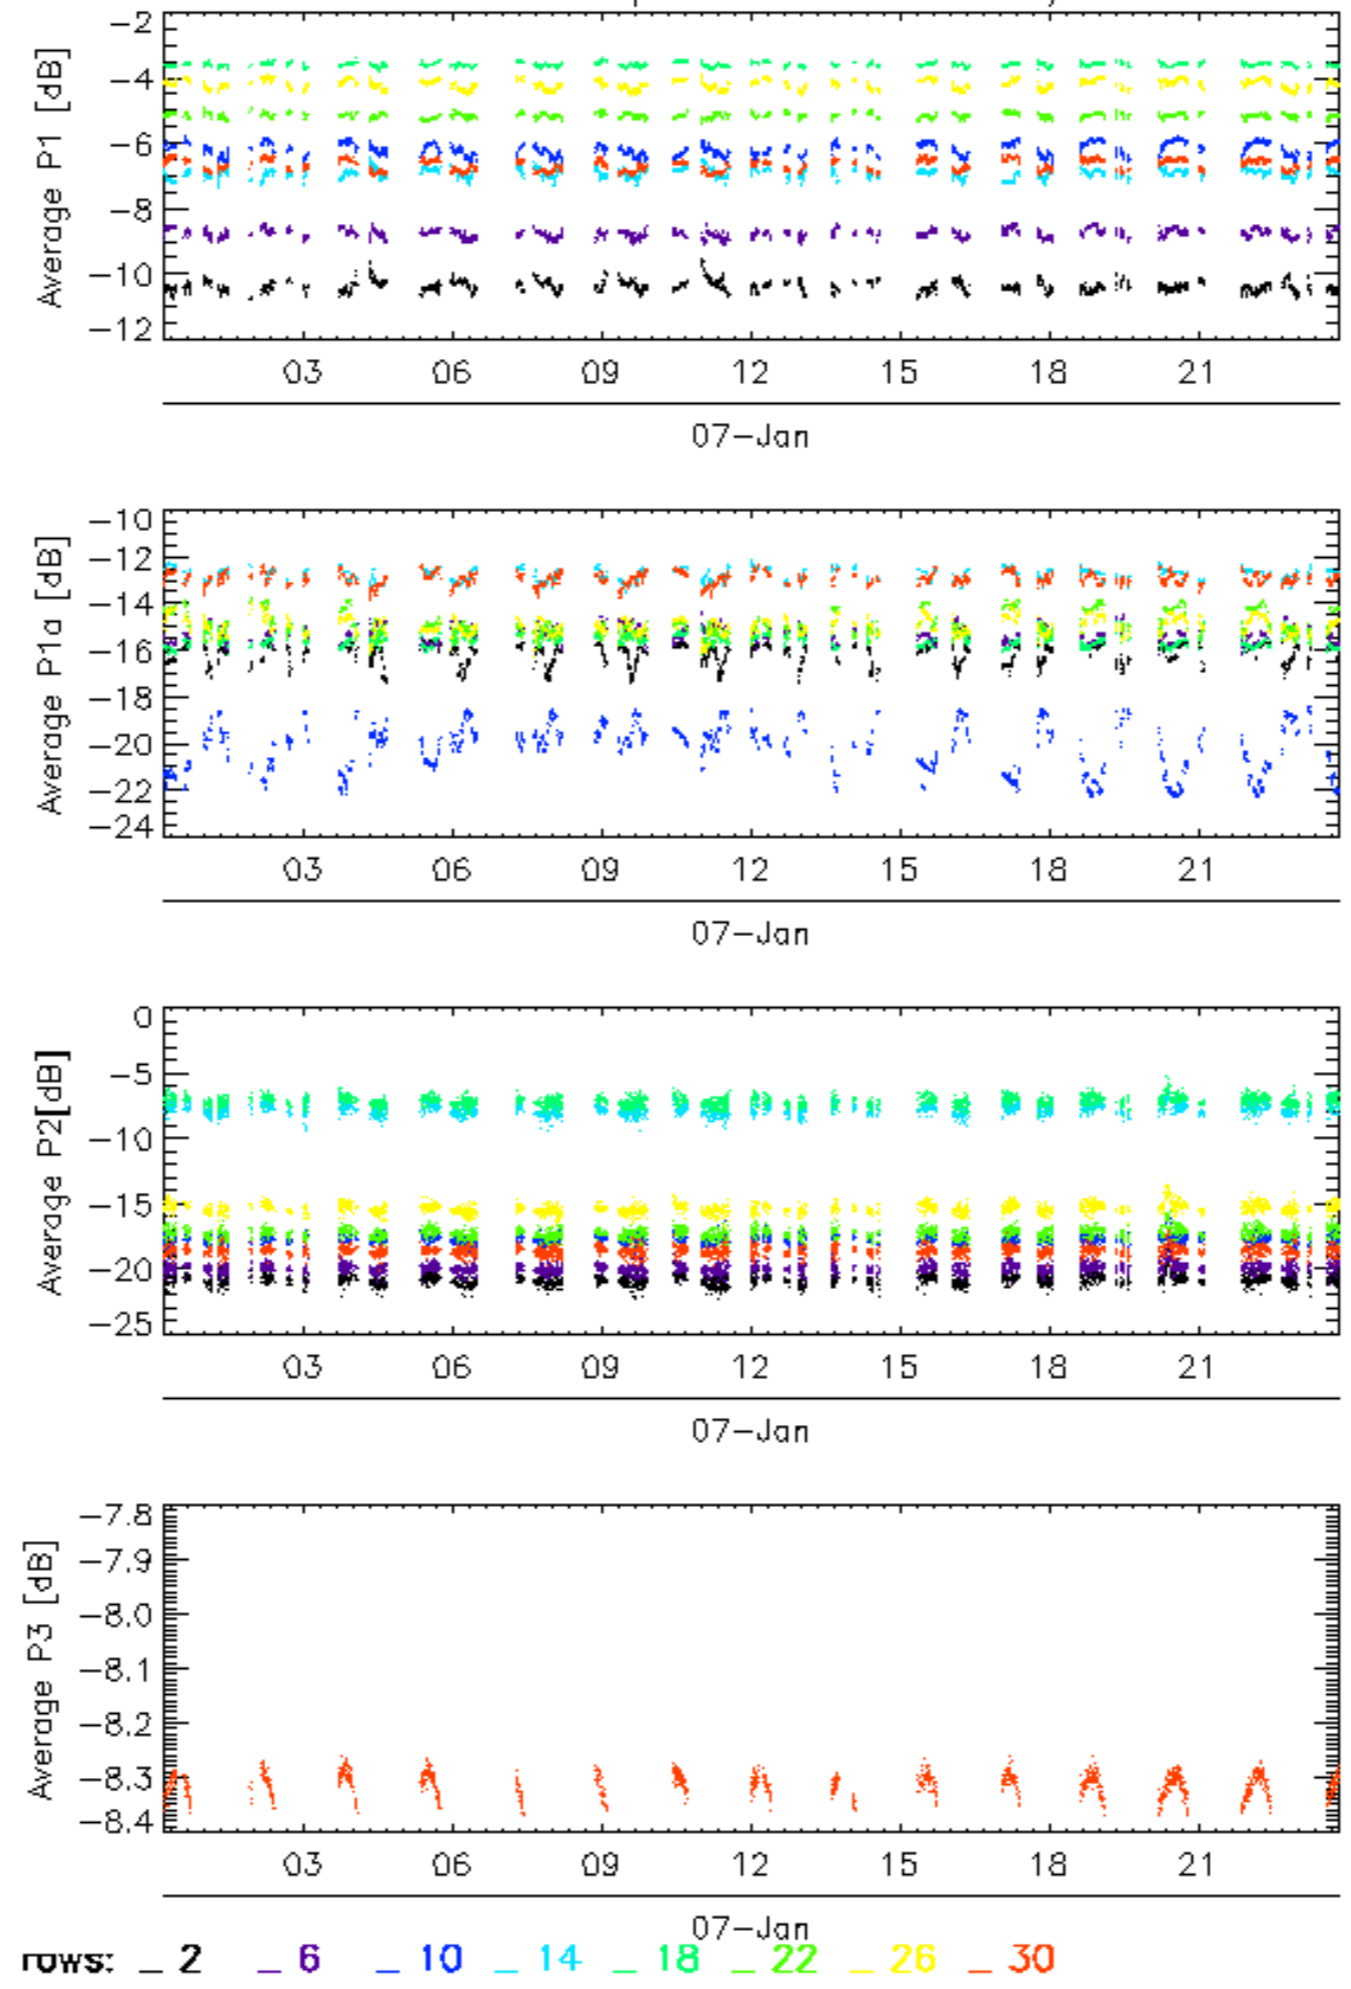 Average P1 [dB]
−2
−4
−6
−8
−10
−12
03 06 09 12 15 18 21
07−Jan
Average P1a [dB]
−10
−12
−14
−16
−18
−20
−22
−24
03 06 09 12 15 18 21
07−Jan
Average P2[dB]
0
−5
−10
−15
−20
−25
03 06 09 12 15 18 21
07−Jan
Average P3 [dB]
−7.8
−7.9
−8.0
−8.1
−8.2
−8.3
−8.4
03 06 09 12 15 18 21
07−Jan
rows: _ 2 _ 6 _ 10 _ 14 _ 18 _ 22 _ 26 _ 30